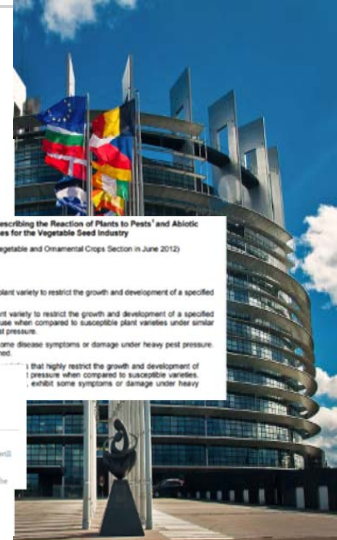 escribing the Reaction of Plants to Pests¹ and Abiotic
es for the Vegetable Seed Industry
egetable and Ornamental Crops Section in June 2012)
plant variety to restrict the growth and development of a specified
nt variety to restrict the growth and development of a specified
use when compared to susceptible plant varieties under similar
st pressure.
ome disease symptoms or damage under heavy pest pressure.
ned.
that highly restrict the growth and development of
pressure when compared to susceptible varieties.
, exhibit some symptoms or damage under heavy